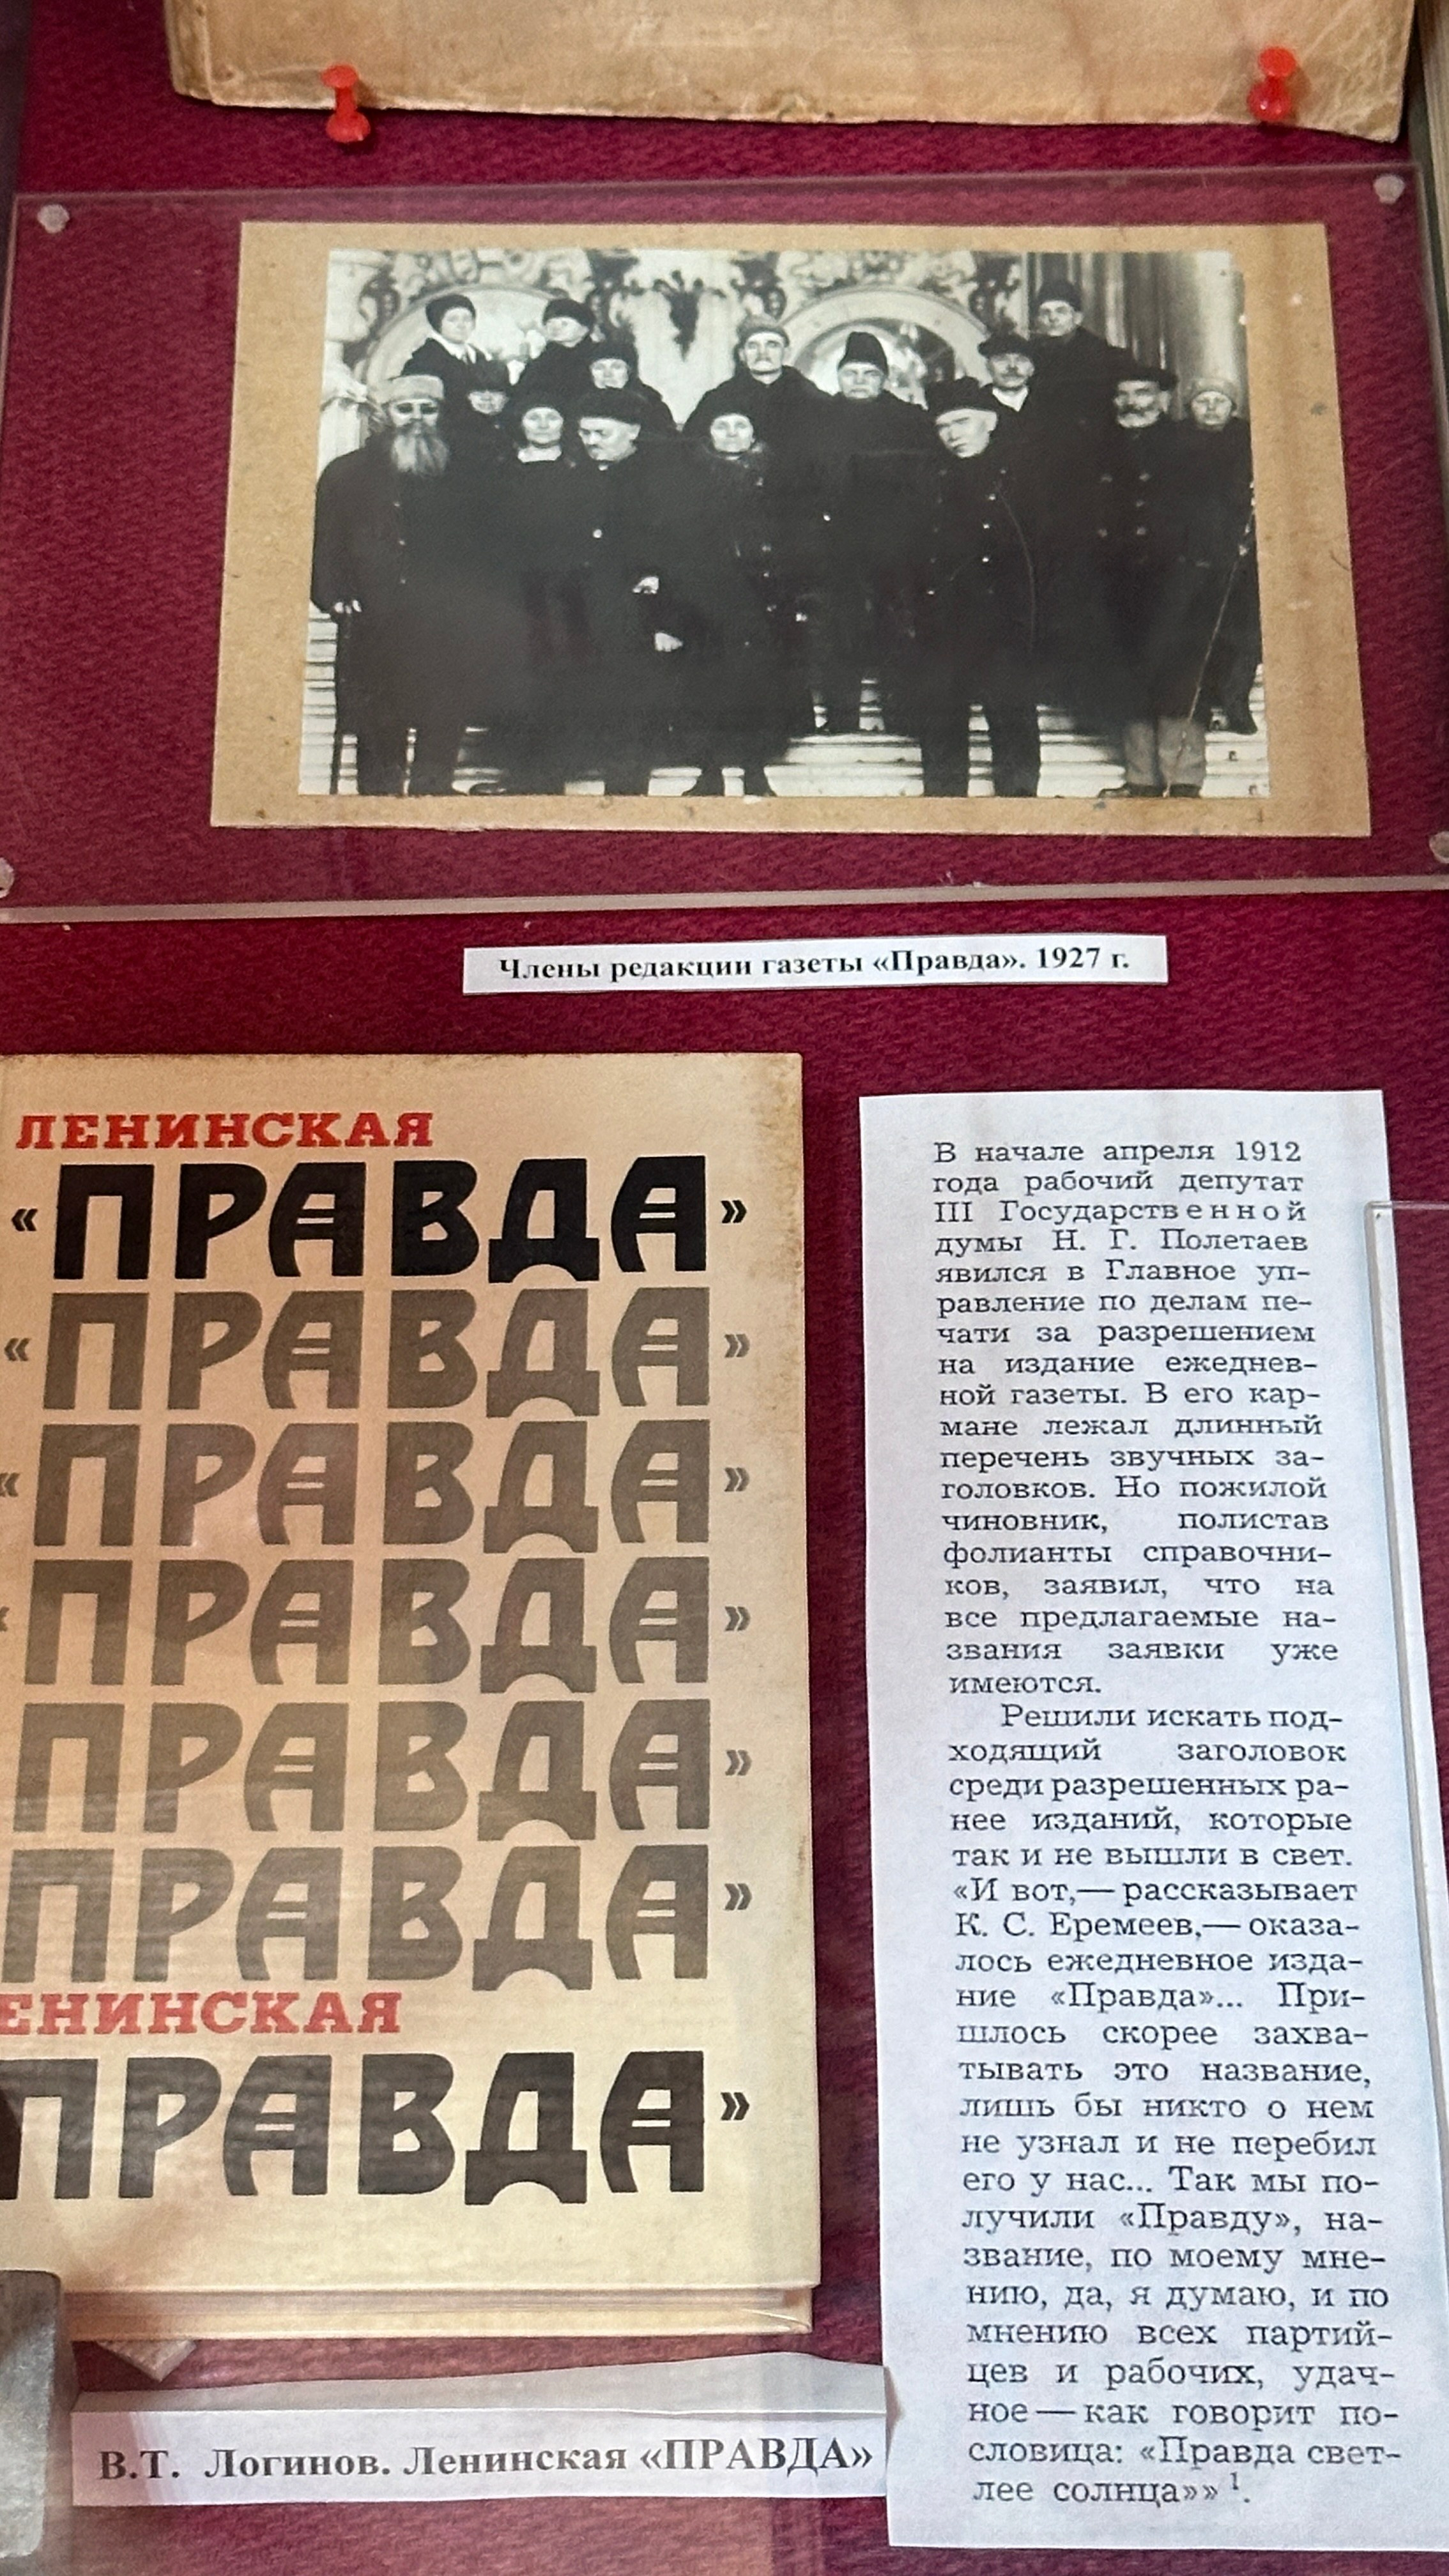 Члены редакции газеты «Правда». 1927 г.
ЛЕНИНСКАЯ
«ПРАВДА»
«ПРАВДА»
«ПРАВДА»
«ПРАВДА»
ПРАВДА»
ПРАВДА»
ЕНИНСКАЯ
ПРАВДА»
В.Т. Логинов. Ленинская «ПРАВДА»
В начале апреля 1912
года рабочий депутат
III Государственной
думы Н. Г. Полетаев
явился в Главное уп-
равление по делам пе-
чати за разрешением
на издание ежеднев-
ной газеты. В его кар-
мане лежал длинный
перечень звучных за-
головков. Но пожилой
чиновник, полистав
фолианты справочни-
ков, заявил, что на
все предлагаемые на-
звания заявки уже
имеются.
Решили искать под-
ходящий заголовок
среди разрешенных ра-
нее изданий, которые
так и не вышли в свет.
«И вот,— рассказывает
К. С. Еремеев,— оказа-
лось ежедневное изда-
ние «Правда»... При-
шлось скорее захва-
тывать это название,
лишь бы никто о нем
не узнал и не перебил
его у нас... Так мы по-
лучили «Правду», на-
звание, по моему мне-
нию, да, я думаю, и по
мнению всех партий-
цев и рабочих, удач-
ное — как говорит по-
словица: «Правда свет-
лее солнца»» ¹.